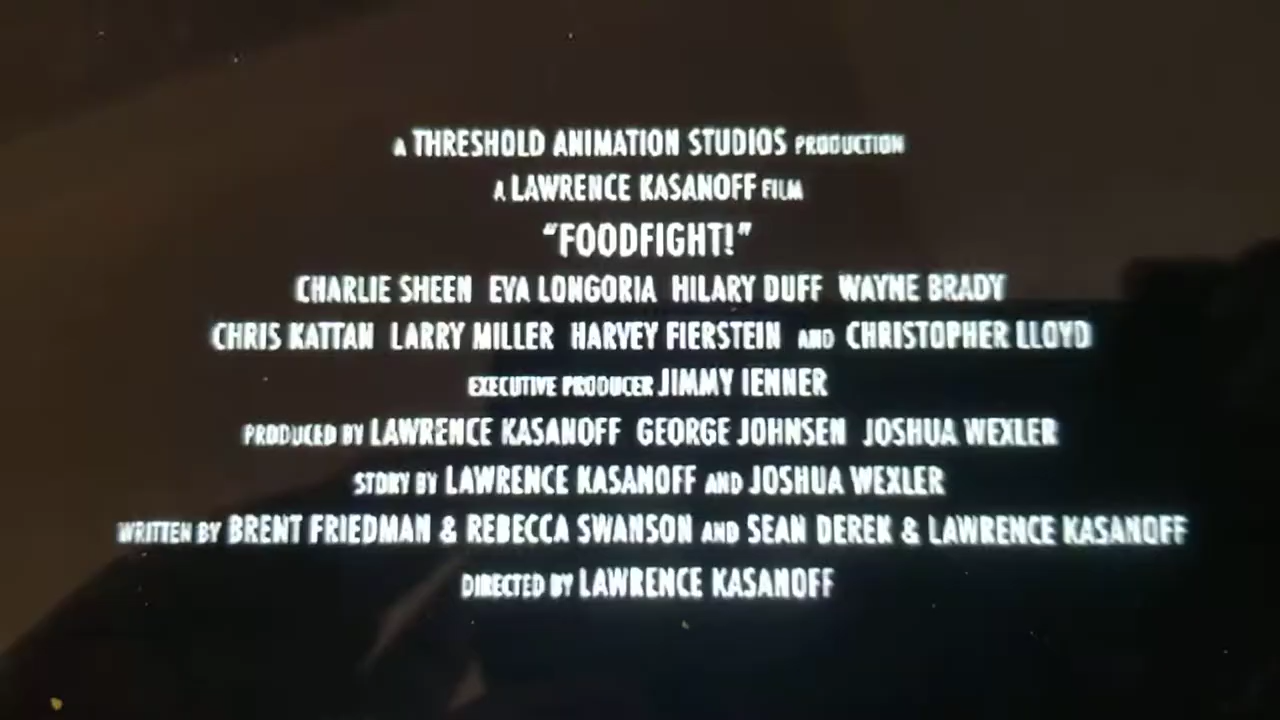 A THRESHOLD ANIMATION STUDIOS PRODUCTION
A LAWRENCE KASANOFF FILM
“FOODFIGHT!”
CHARLIE SHEEN EVA LONGORIA HILARY DUFF WAYNE BRADY
CHRIS KATTAN LARRY MILLER HARVEY FIERSTEIN AND CHRISTOPHER LLOYD
EXECUTIVE PRODUCER JIMMY IENNER
PRODUCED BY LAWRENCE KASANOFF GEORGE JOHNSEN JOSHUA WEXLER
STORY BY LAWRENCE KASANOFF AND JOSHUA WEXLER
WRITTEN BY BRENT FRIEDMAN & REBECCA SWANSON AND SEAN DEREK & LAWRENCE KASANOFF
DIRECTED BY LAWRENCE KASANOFF